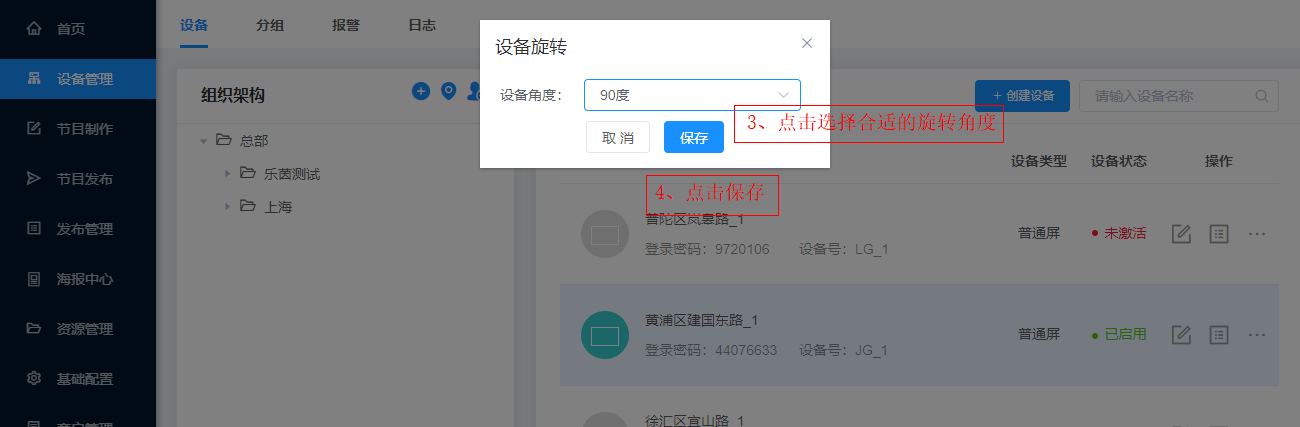 首页
设备管理
节目制作
节目发布
发布管理
海报中心
资源管理
基础配置
设备
分组
报警
日志
组织架构
总部
乐茵测试
上海
设备旋转
设备角度：
90度
取 消
保存
3、点击选择合适的旋转角度
4、点击保存
+ 创建设备
请输入设备名称
设备类型
设备状态
操作
普陀区岚皋路_1
登录密码：9720106 设备号：LG_1
普通屏
未激活
黄浦区建国东路_1
登录密码：44076633 设备号：JG_1
普通屏
已启用
徐汇区宜山路_1